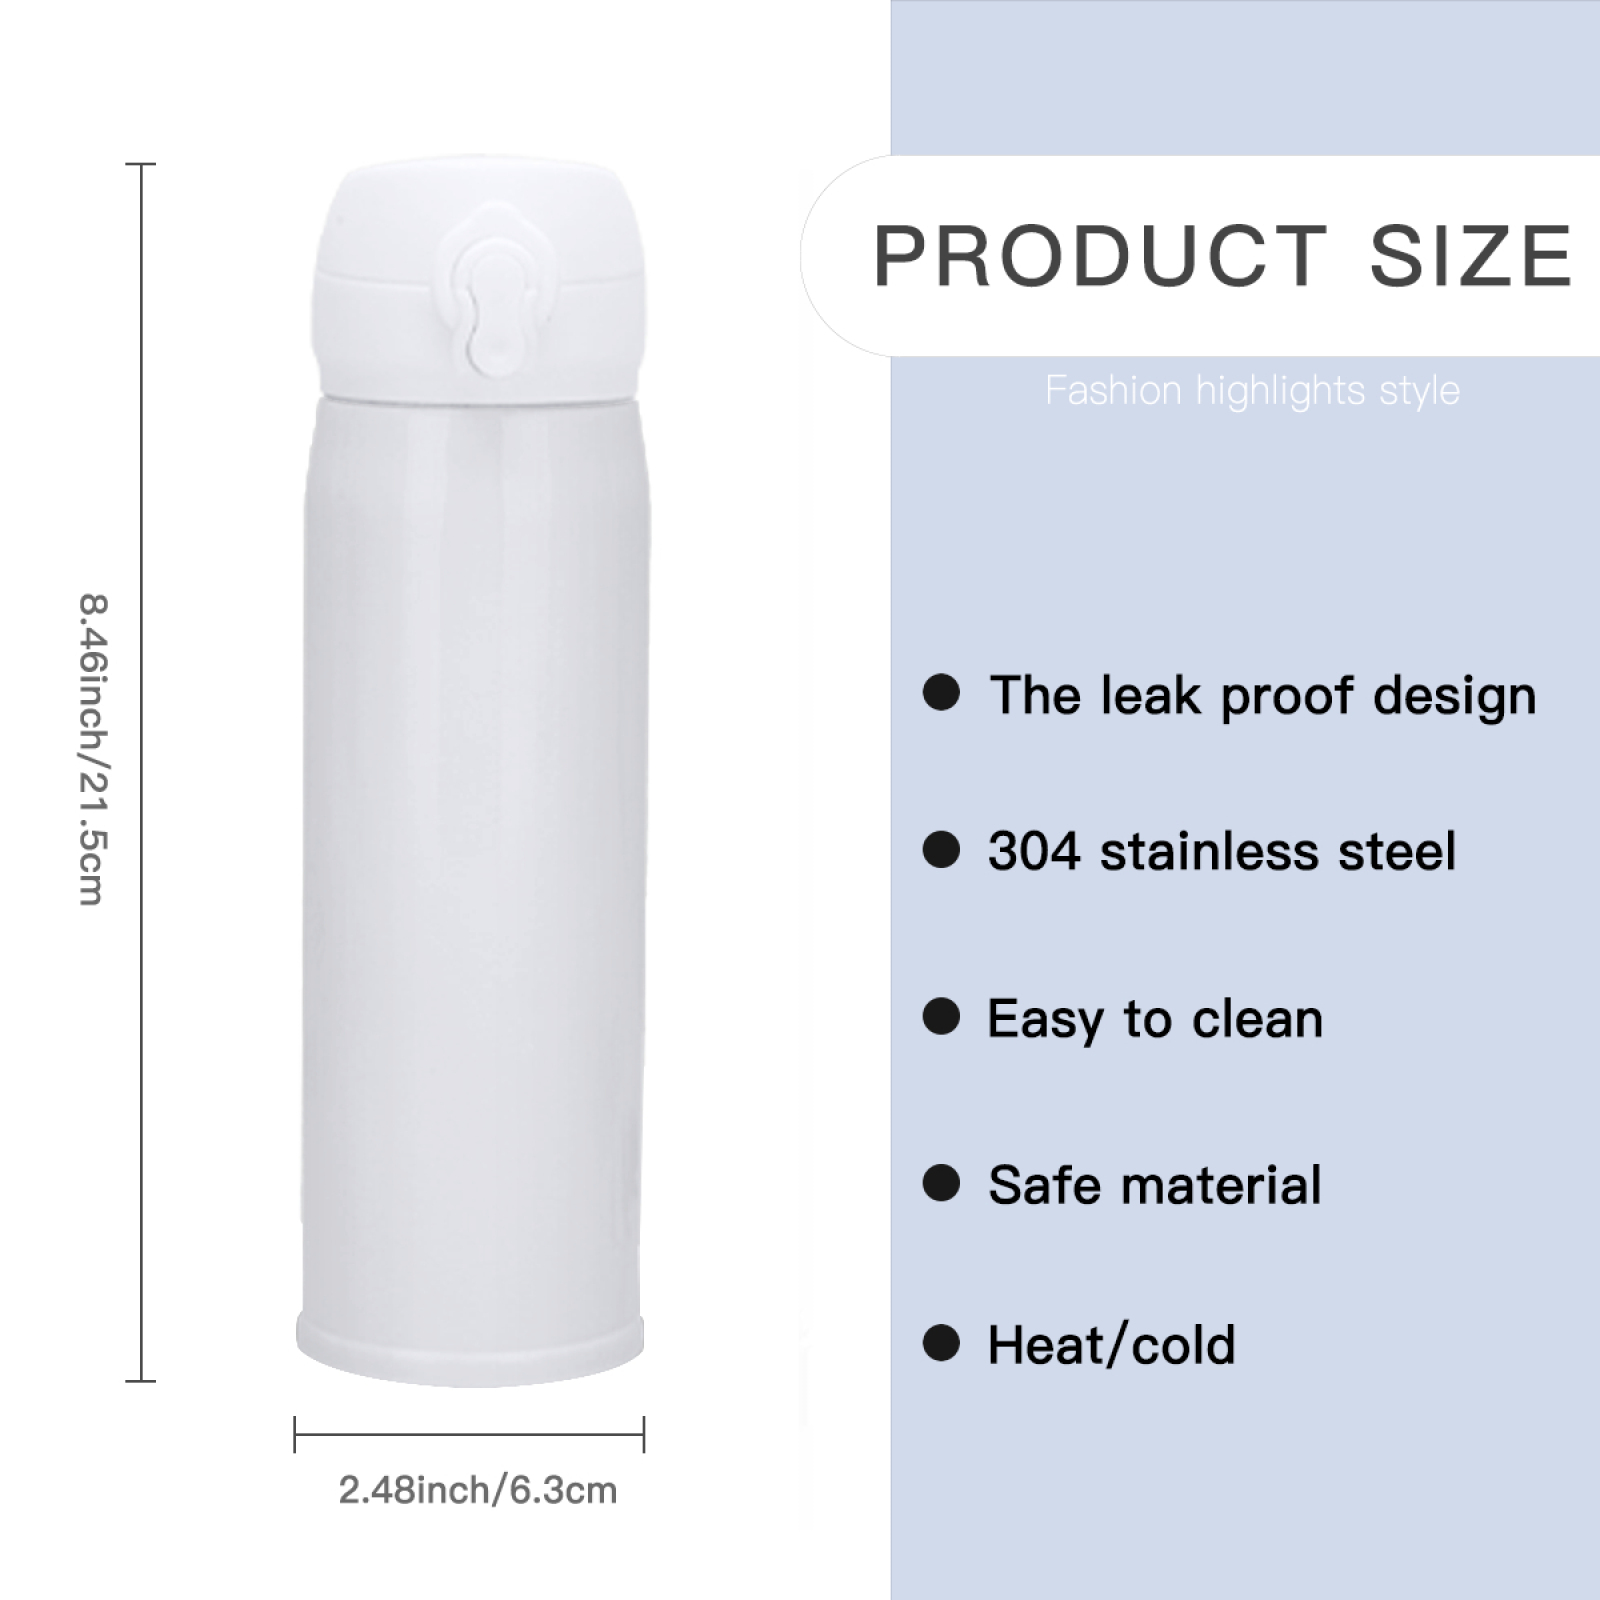 PRODUCT SIZE
Fashion highlights style
8.46inch/21.5cm
The leak proof design
304 stainless steel
Easy to clean
Safe material
Heat/cold
2.48inch/6.3cm